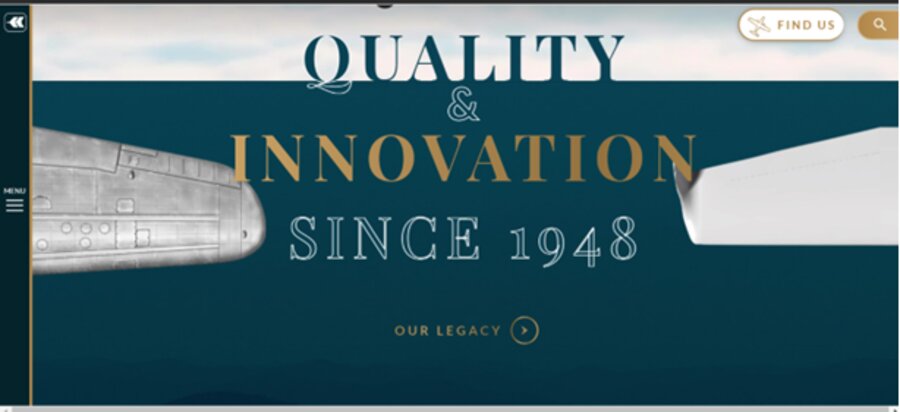 FIND US
QUALITY
&
INNOVATION
SINCE 1948
MENU
OUR LEGACY